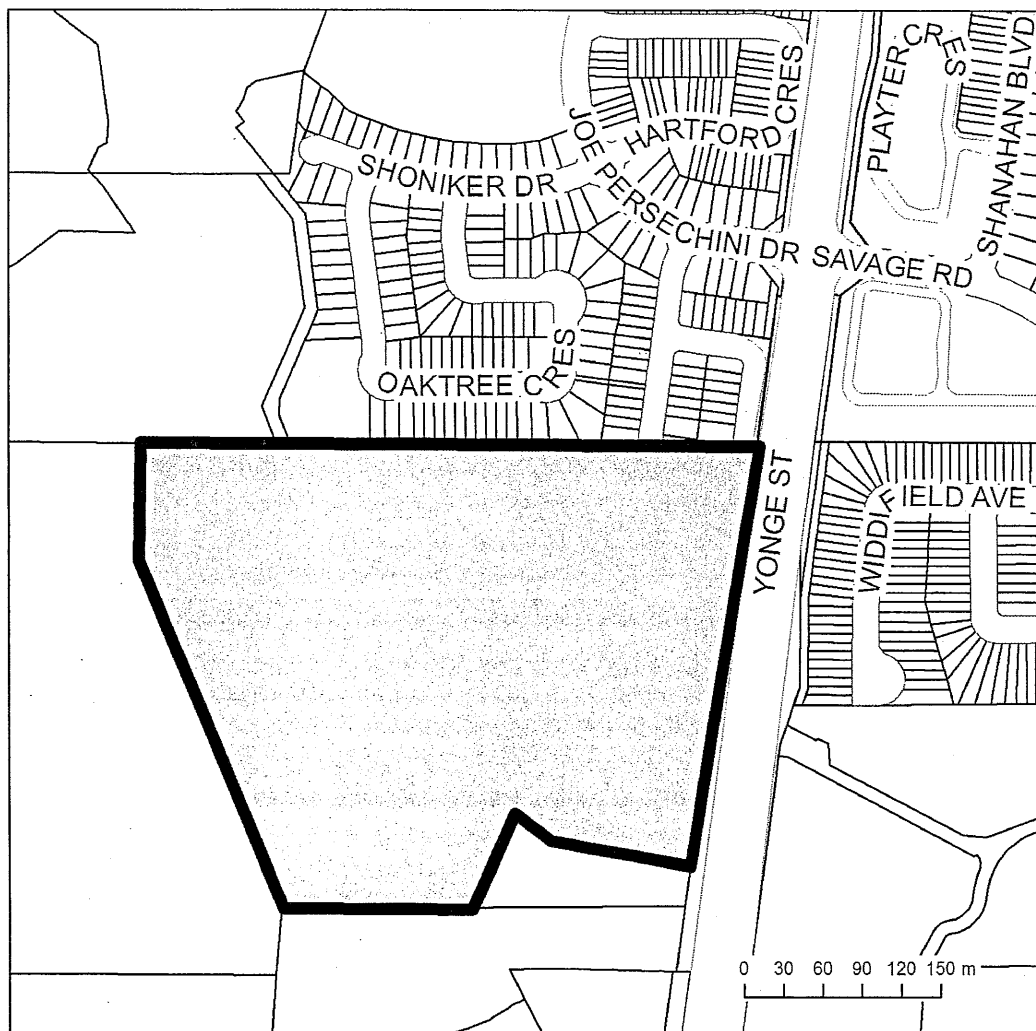 PLAYTER CRES
SHANAHAN BLVD
HARTFORD CRES
JOE PERSECHINI DR
SHONIKER DR
SAVAGE RD
OAKTREE CRES
YONGE ST
WIDDIFIELD AVE
0 30 60 90 120 150 m